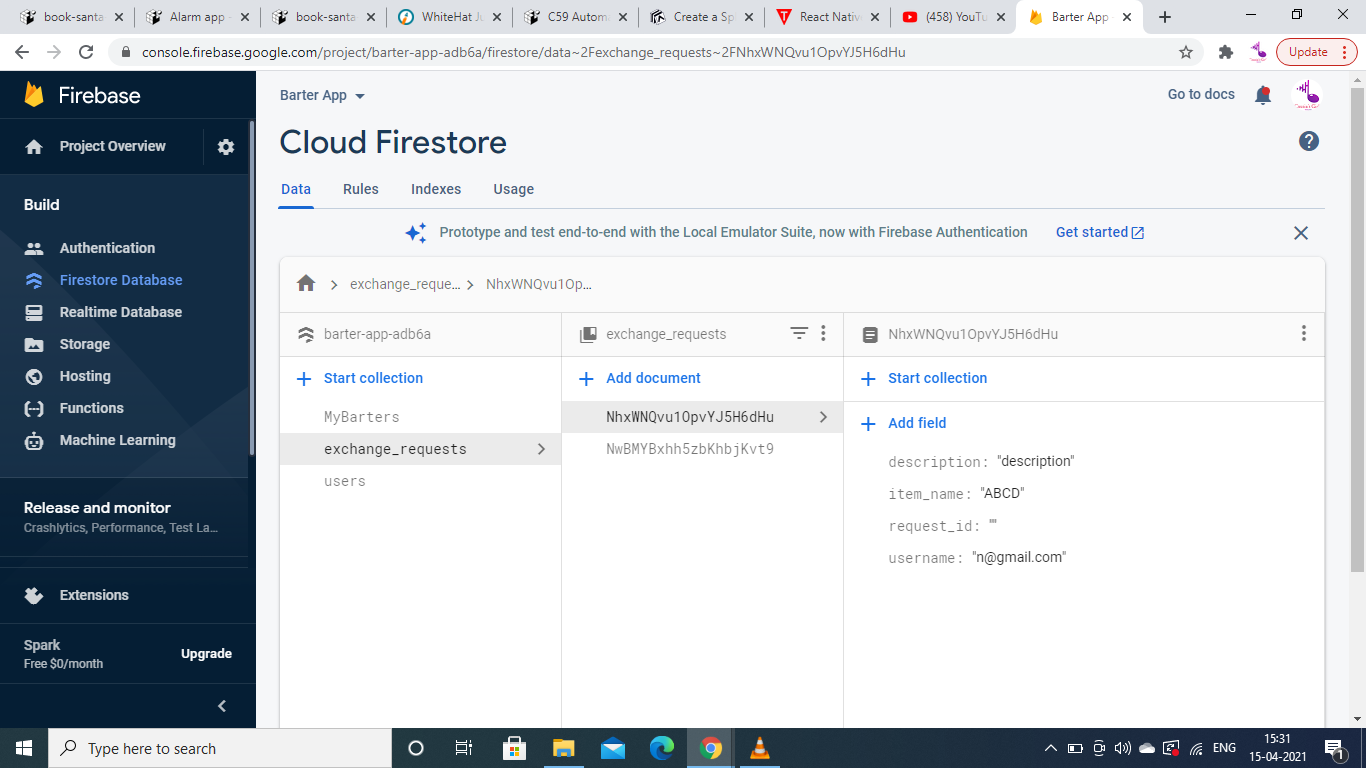 book-santa
Alarm app -
book-santa
WhiteHat Ju
C59 Automa
Create a Sp
React Nativ
(458) YouTu
Barter App -
console.firebase.google.com/project/barter-app-adb6a/firestore/data~2Fexchange_requests~2FNhxWNQvu1OpvYJ5H6dHu
Update
Firebase
Barter App
Go to docs
Project Overview
Cloud Firestore
Data Rules Indexes Usage
Build
Prototype and test end-to-end with the Local Emulator Suite, now with Firebase Authentication Get started
Authentication
Firestore Database
Realtime Database
Storage
Hosting
Functions
Machine Learning
Release and monitor
Crashlytics, Performance, Test La...
Extensions
Spark
Free $0/month
Upgrade
exchange_reque... NhxWNQvu1Op...
barter-app-adb6a
Start collection
MyBarters
exchange_requests
users
exchange_requests
Add document
NhxWNQvu1OpvYJ5H6dHu
NwBMYBxhh5zbKhbjKvt9
NhxWNQvu1OpvYJ5H6dHu
Start collection
Add field
description: "description"
item_name: "ABCD"
request_id: ""
username: "n@gmail.com"
Type here to search
ENG
15:31
15-04-2021
1